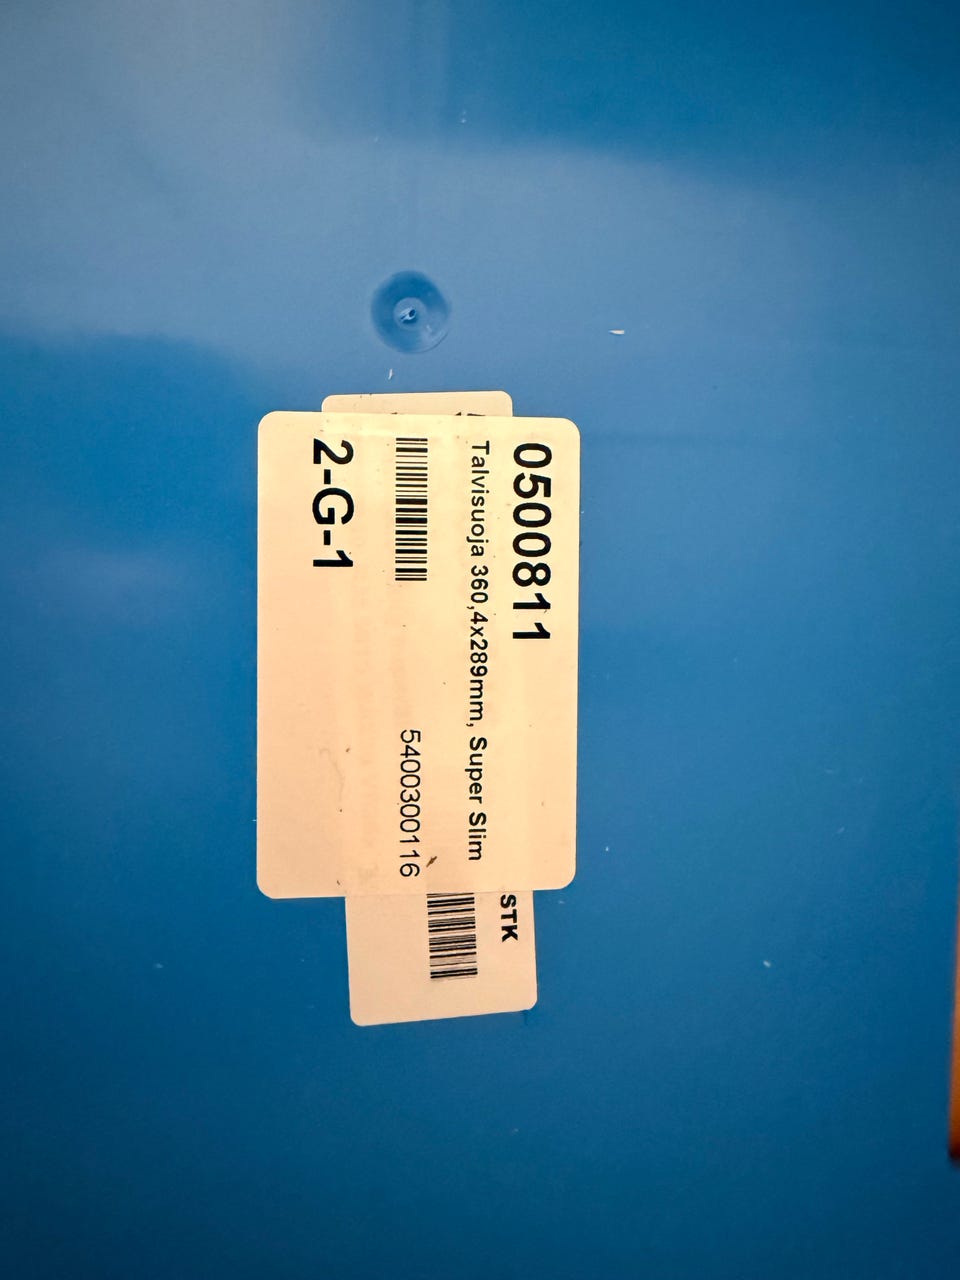 0500811
Talvisuoja 360,4x289mm, Super Slim
5400300116
2-G-1
STK